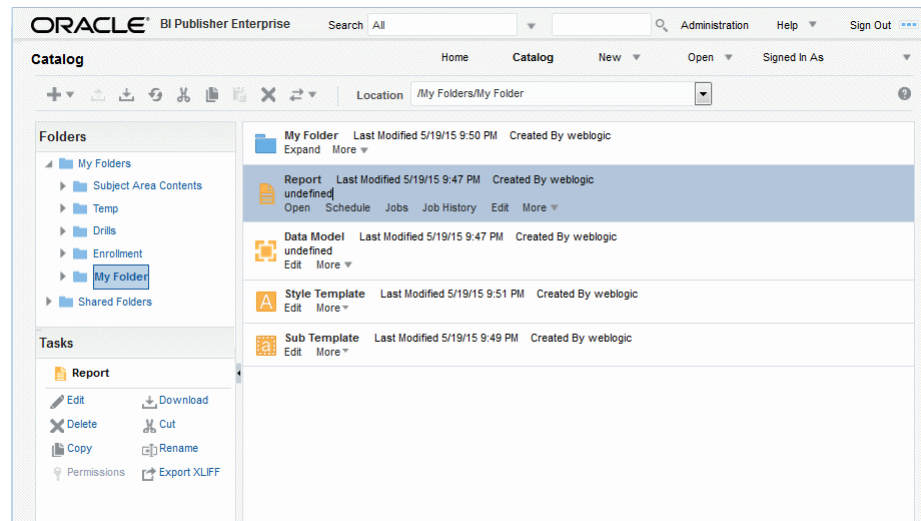 ORACLE® BI Publisher Enterprise Search All Administration Help Sign Out
Catalog Home Catalog New Open Signed In As
Location /My Folders/My Folder
Folders
My Folders
Subject Area Contents
Temp
Drills
Enrollment
My Folder
Shared Folders
Tasks
Report
Edit Download
Delete Cut
Copy Rename
Permissions Export XLIFF
My Folder Last Modified 5/19/15 9:50 PM Created By weblogic
Expand More
Report Last Modified 5/19/15 9:47 PM Created By weblogic
undefined
Open Schedule Jobs Job History Edit More
Data Model Last Modified 5/19/15 9:47 PM Created By weblogic
undefined
Edit More
A Style Template Last Modified 5/19/15 9:51 PM Created By weblogic
Edit More
a Sub Template Last Modified 5/19/15 9:49 PM Created By weblogic
Edit More